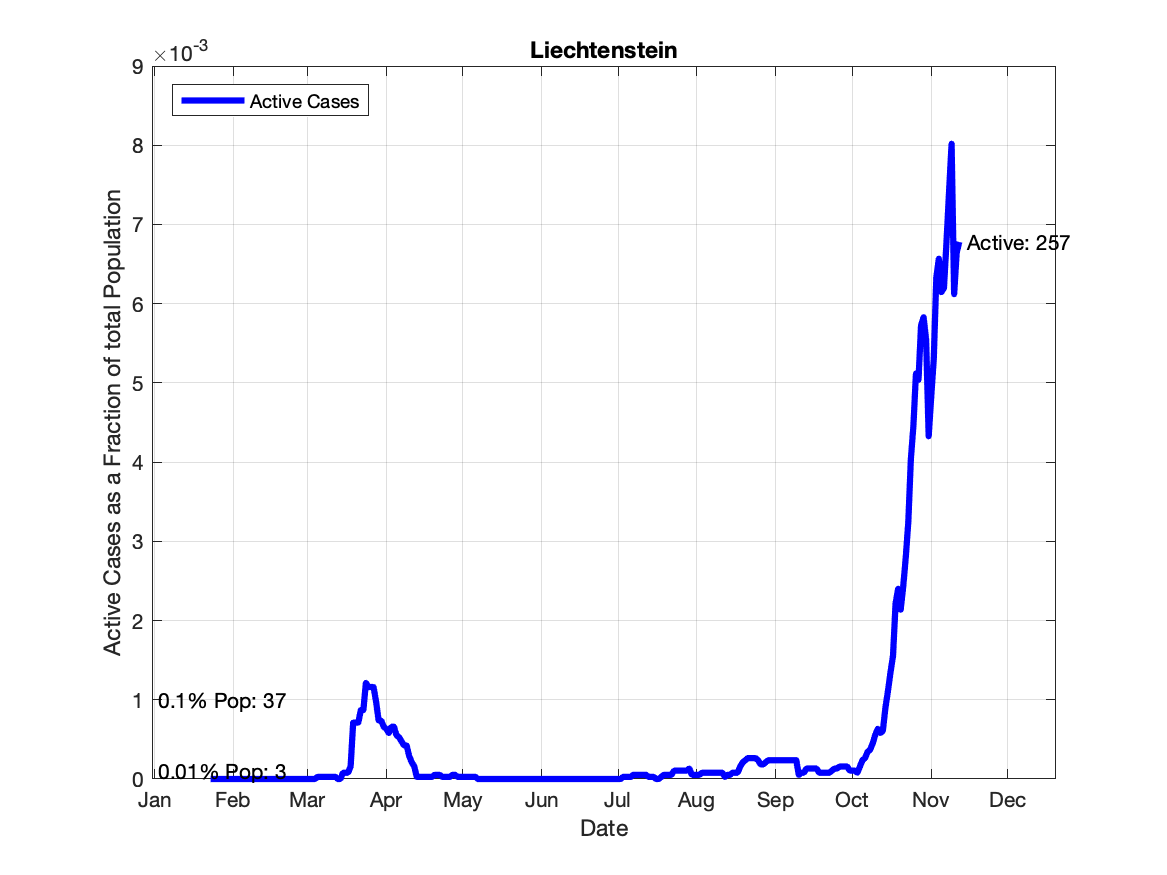 Liechtenstein
×10-3
Active Cases
9
8
7
6
5
4
3
2
1
0
Active Cases as a Fraction of total Population
Active: 257
0.1% Pop: 37
0.01% Pop: 3
Jan Feb Mar Apr May Jun Jul Aug Sep Oct Nov Dec
Date